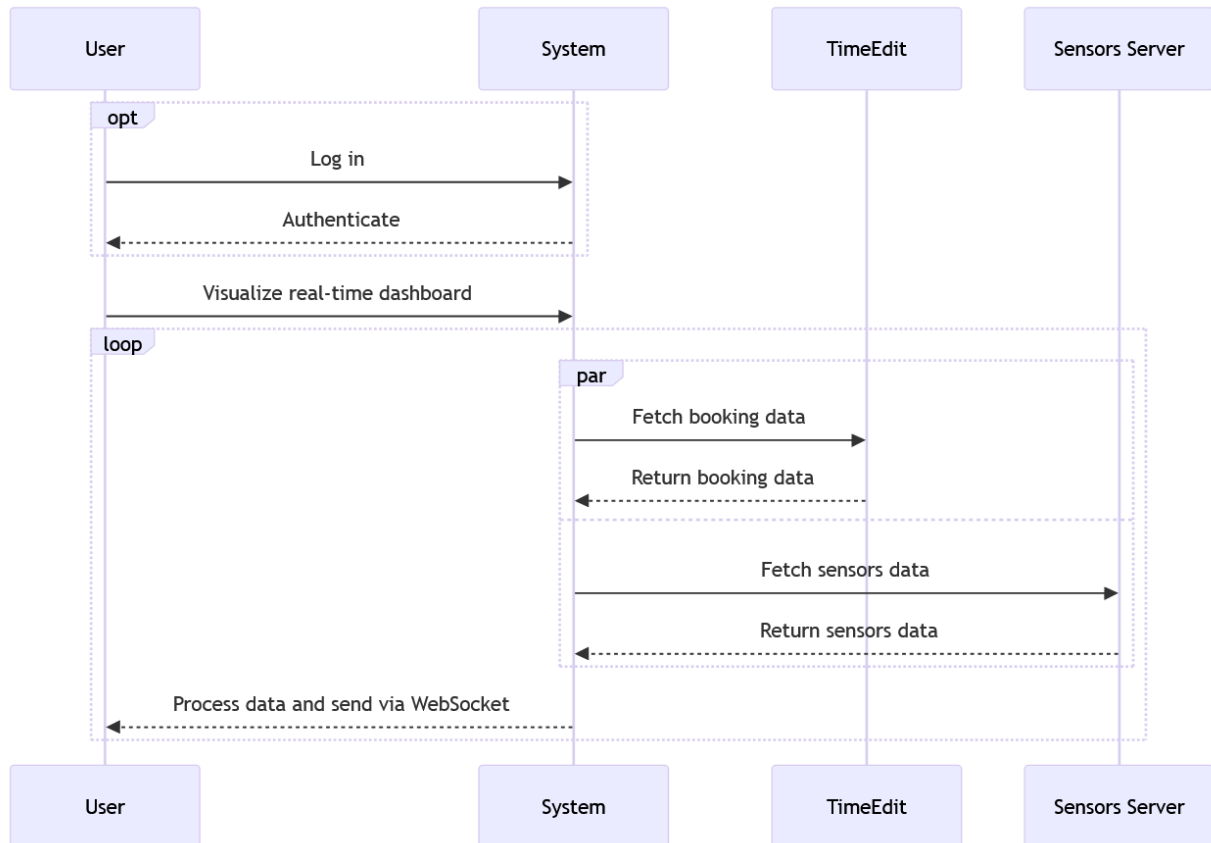 User
System
TimeEdit
Sensors Server
opt
Log in
Authenticate
Visualize real-time dashboard
loop
par
Fetch booking data
Return booking data
Fetch sensors data
Return sensors data
Process data and send via WebSocket
User
System
TimeEdit
Sensors Server